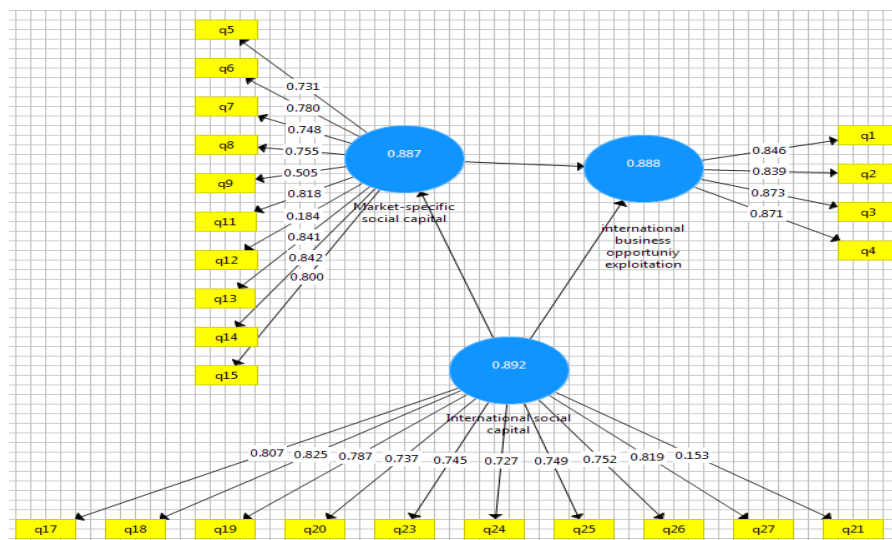 q5
q6
q7
q8
q9
q11
q12
q13
q14
q15
0.731
0.780
0.748
0.755
0.505
0.818
0.184
0.841
0.842
0.800
0.887
Market-specific
social capital
0.888
international
business
opportuniy
exploitation
0.846
0.839
0.873
0.871
q1
q2
q3
q4
0.892
International social
capital
0.807 0.825 0.787 0.737 0.745 0.727 0.749 0.752 0.819 0.153
q17 q18 q19 q20 q23 q24 q25 q26 q27 q21